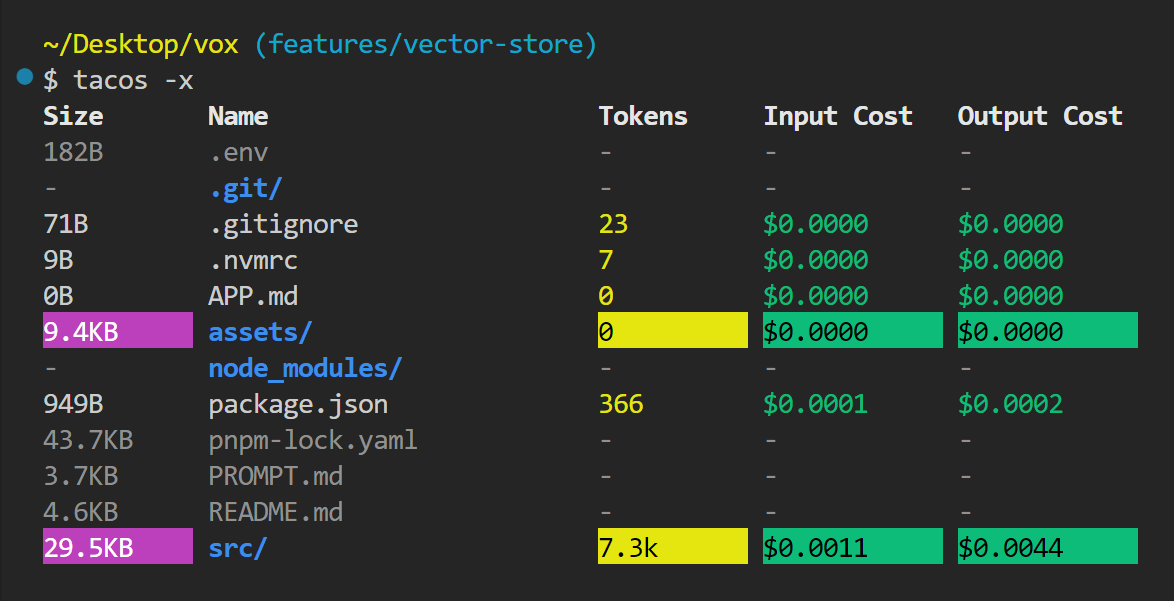 ~/Desktop/vox (features/vector-store)
$ tacos -x
Size Name Tokens Input Cost Output Cost
182B .env - - -
- .git/ - - -
71B .gitignore 23 $0.0000 $0.0000
9B .nvmrc 7 $0.0000 $0.0000
0B APP.md 0 $0.0000 $0.0000
9.4KB assets/ 0 $0.0000 $0.0000
- node_modules/ - - -
949B package.json 366 $0.0001 $0.0002
43.7KB pnpm-lock.yaml - - -
3.7KB PROMPT.md - - -
4.6KB README.md - - -
29.5KB src/ 7.3k $0.0011 $0.0044